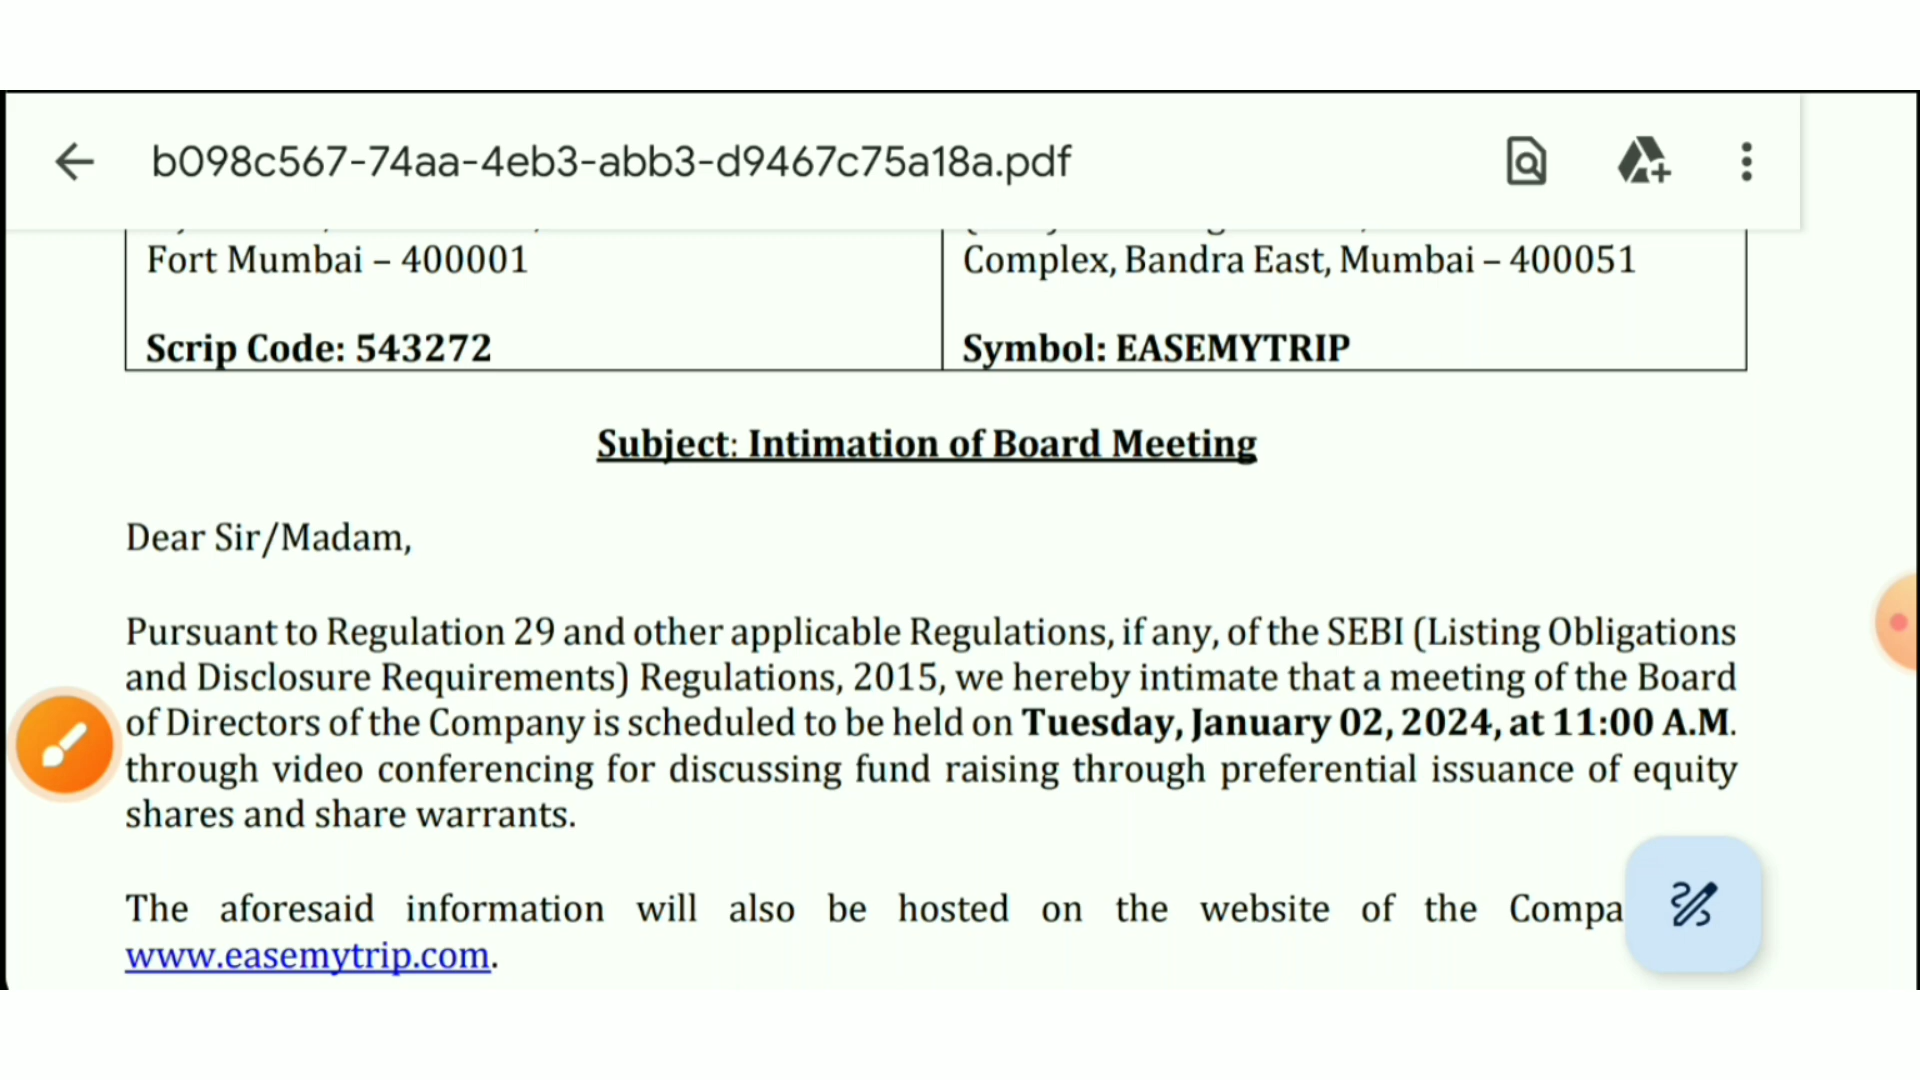 b098c567-74aa-4eb3-abb3-d9467c75a18a.pdf
Fort Mumbai – 400001
Complex, Bandra East, Mumbai – 400051
Scrip Code: 543272
Symbol: EASEMYTRIP
Subject: Intimation of Board Meeting
Dear Sir/Madam,
Pursuant to Regulation 29 and other applicable Regulations, if any, of the SEBI (Listing Obligations
and Disclosure Requirements) Regulations, 2015, we hereby intimate that a meeting of the Board
of Directors of the Company is scheduled to be held on Tuesday, January 02, 2024, at 11:00 A.M.
through video conferencing for discussing fund raising through preferential issuance of equity
shares and share warrants.
The aforesaid information will also be hosted on the website of the Compa
www.easemytrip.com.